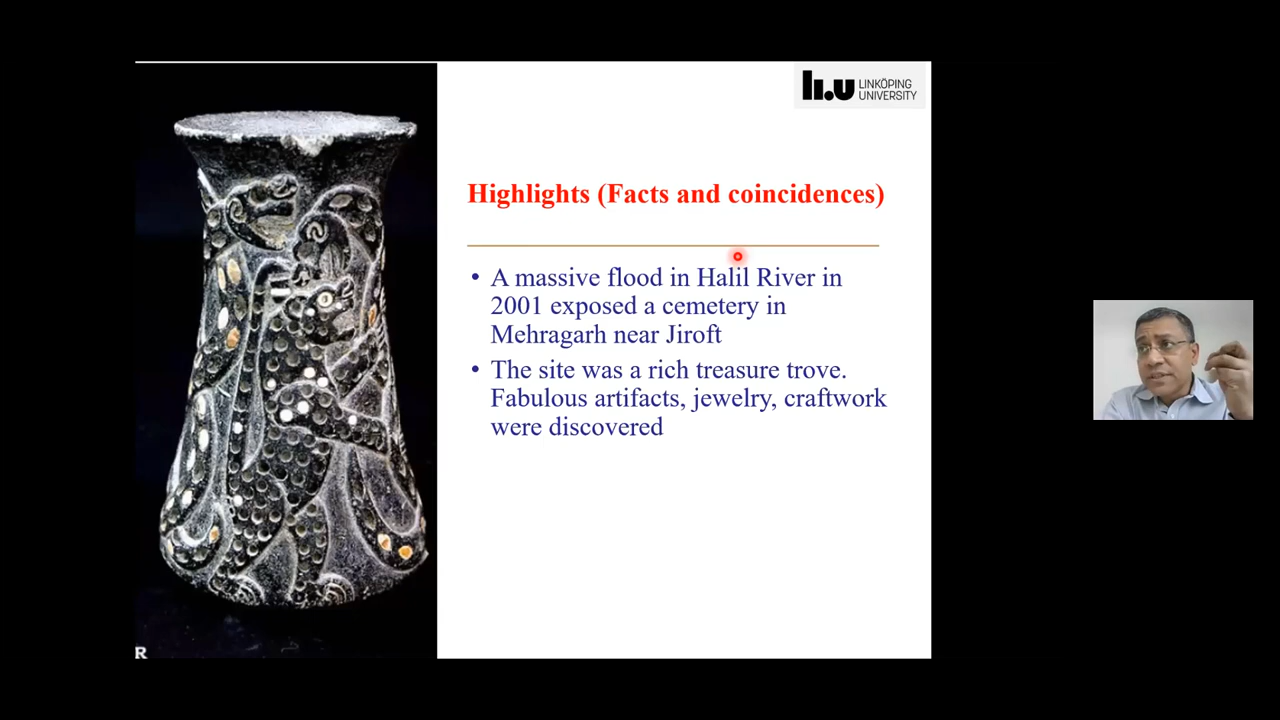 LINKÖPING
UNIVERSITY
Highlights (Facts and coincidences)
• A massive flood in Halil River in
2001 exposed a cemetery in
Mehragarh near Jiroft
• The site was a rich treasure trove.
Fabulous artifacts, jewelry, craftwork
were discovered
R